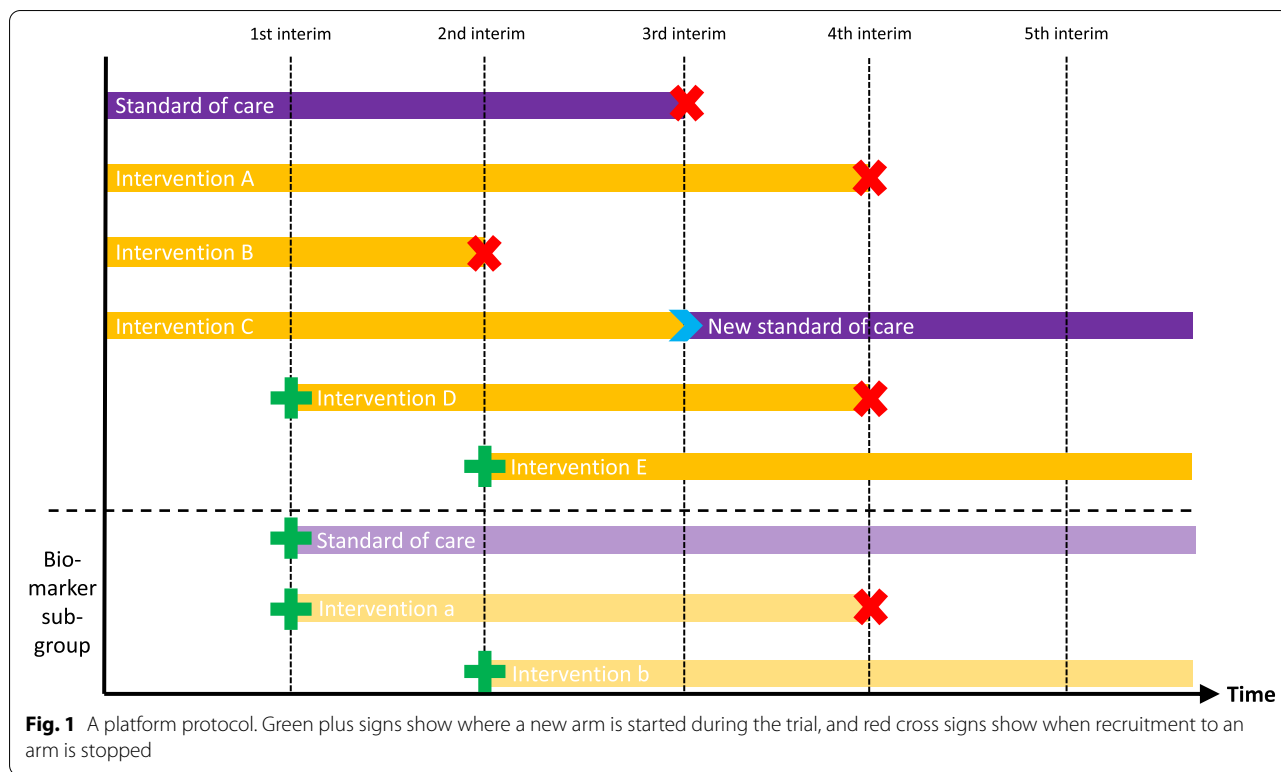 1st interim 2nd interim 3rd interim 4th interim 5th interim
Standard of care
Intervention A
Intervention B
Intervention C New standard of care
Intervention D
Intervention E
Standard of care
Intervention a
Intervention b
Bio-
marker
sub-
group
Time
Fig. 1 A platform protocol. Green plus signs show where a new arm is started during the trial, and red cross signs show when recruitment to an
arm is stopped